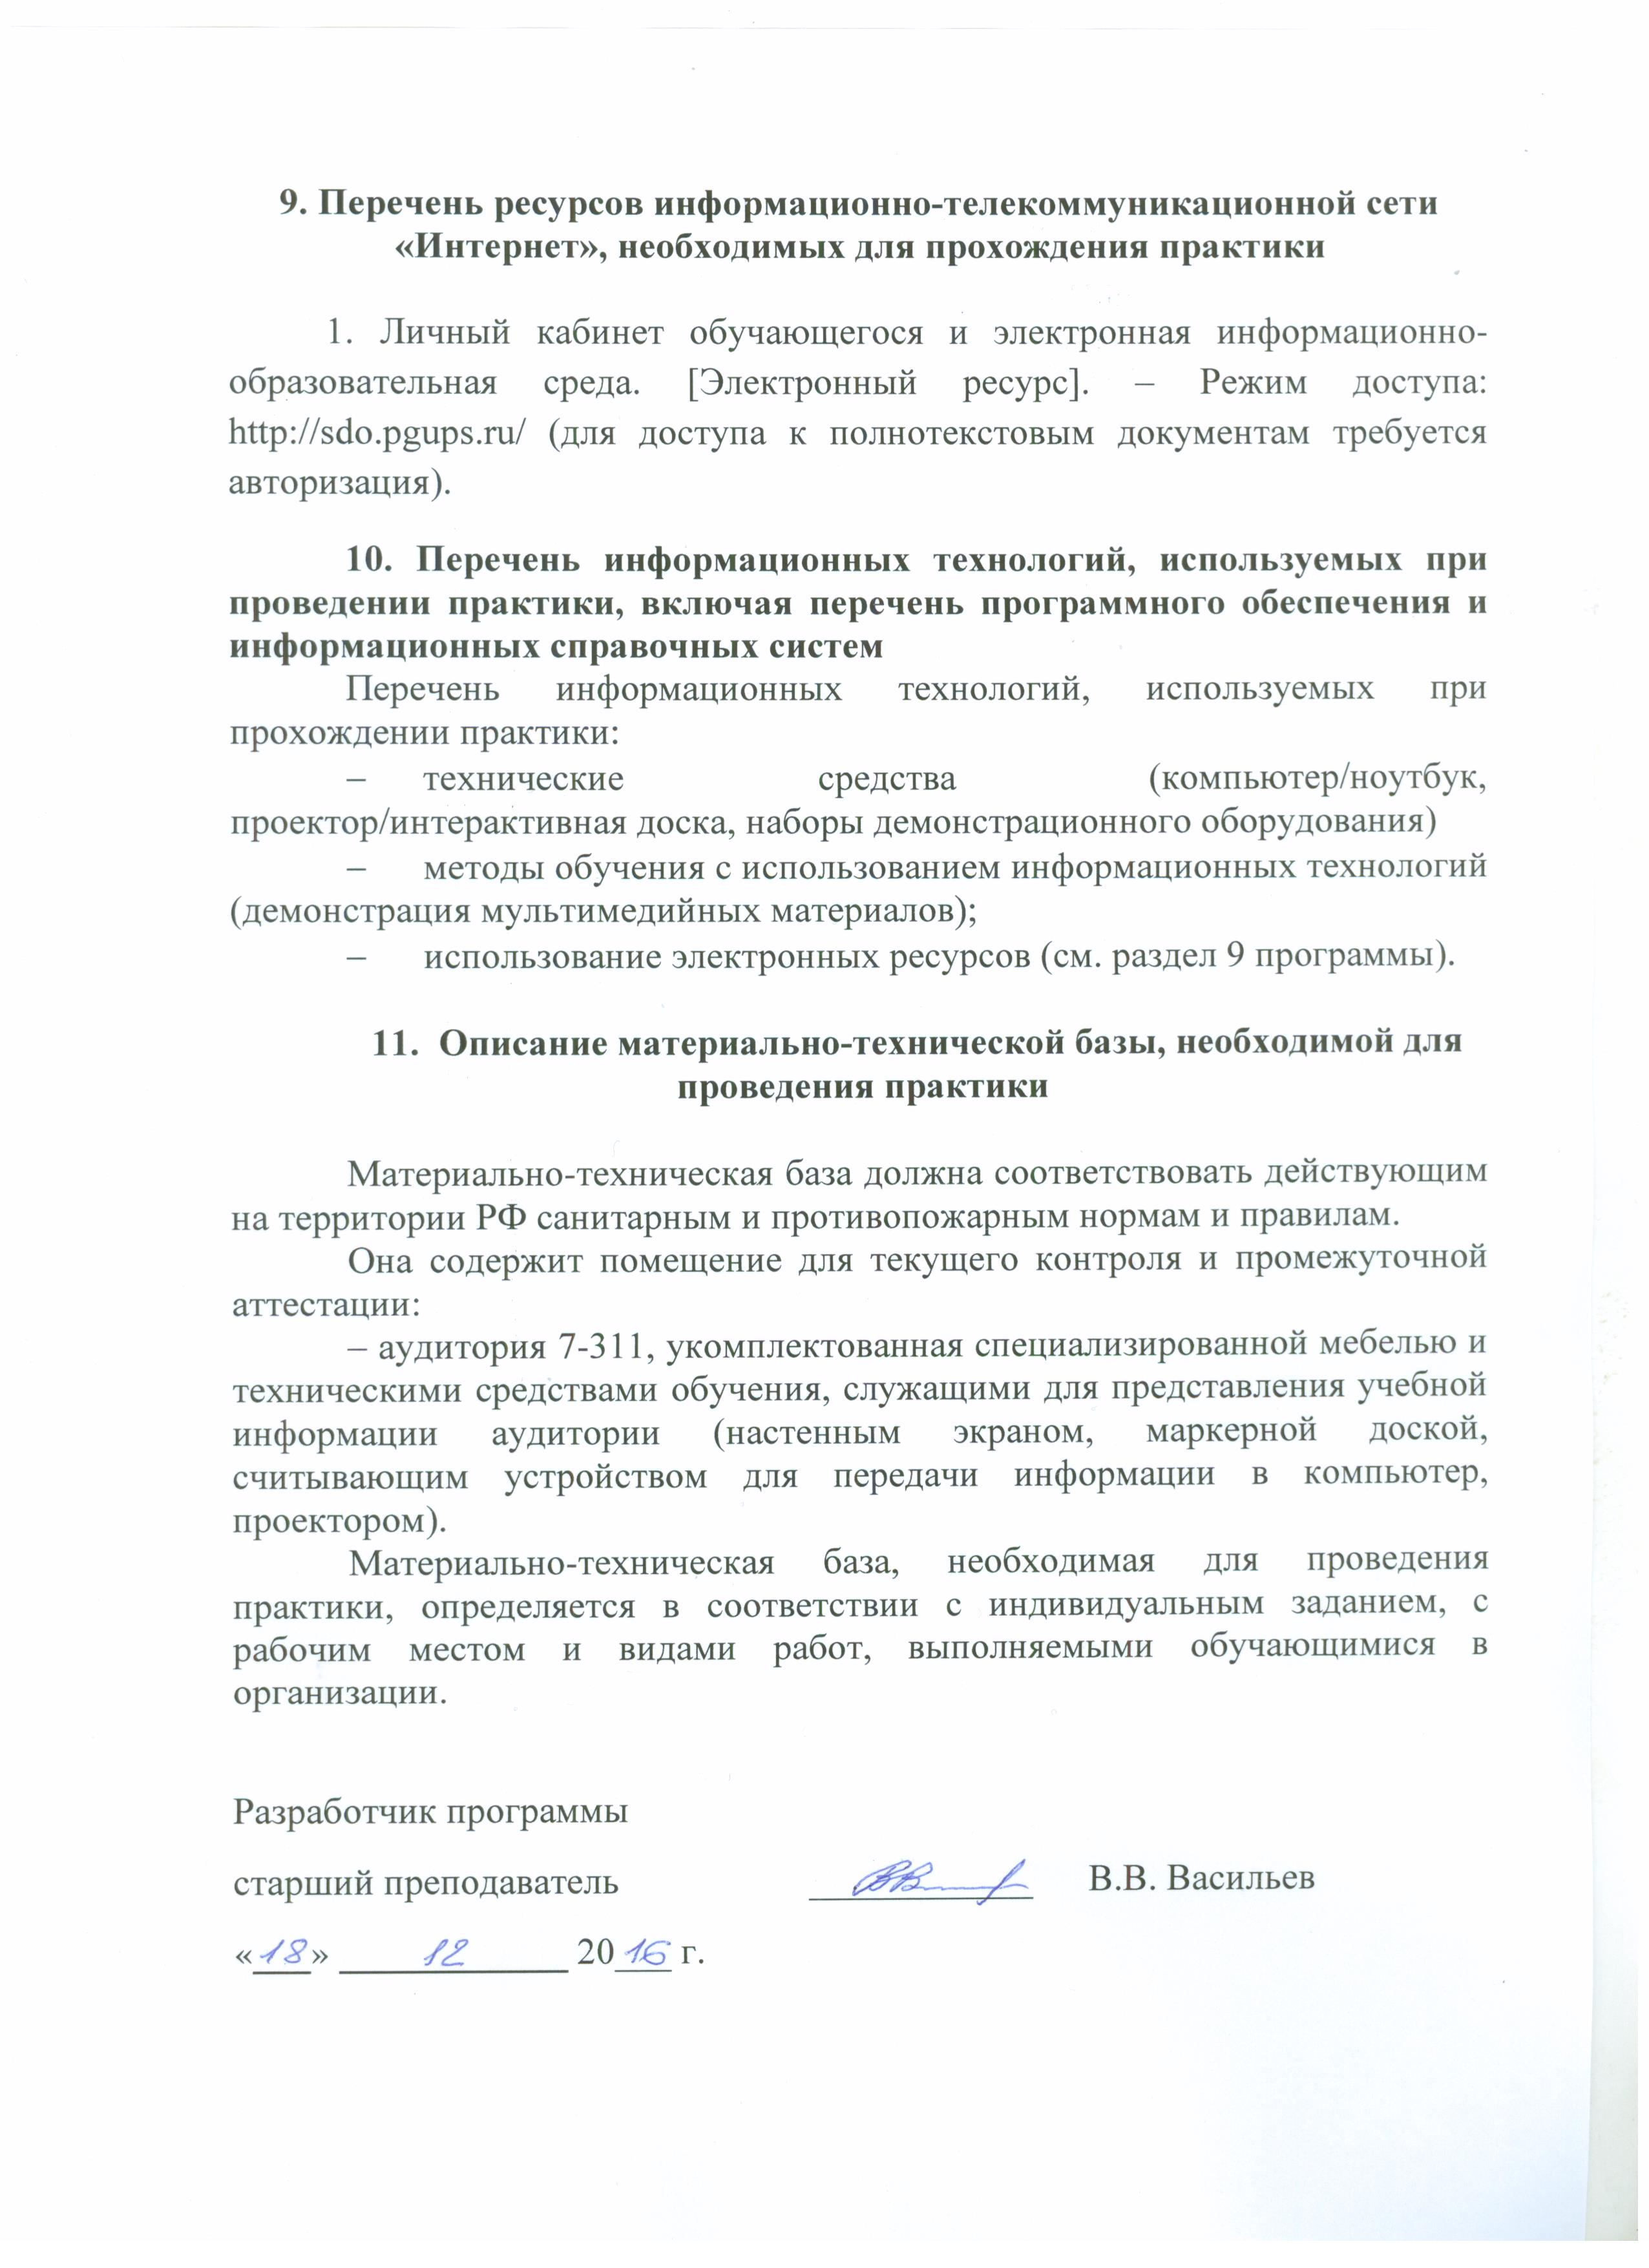 9. Перечень ресурсов информационно-телекоммуникационной сети
«Интернет», необходимых для прохождения практики
1. Личный кабинет обучающегося и электронная информационно-
образовательная среда. [Электронный ресурс]. – Режим доступа:
http://sdo.pgups.ru/ (для доступа к полнотекстовым документам требуется
авторизация).
10. Перечень информационных технологий, используемых при
проведении практики, включая перечень программного обеспечения и
информационных справочных систем
Перечень информационных технологий, используемых при
прохождении практики:
– технические средства (компьютер/ноутбук,
проектор/интерактивная доска, наборы демонстрационного оборудования)
– методы обучения с использованием информационных технологий
(демонстрация мультимедийных материалов);
– использование электронных ресурсов (см. раздел 9 программы).
11. Описание материально-технической базы, необходимой для
проведения практики
Материально-техническая база должна соответствовать действующим
на территории РФ санитарным и противопожарным нормам и правилам.
Она содержит помещение для текущего контроля и промежуточной
аттестации:
– аудитория 7-311, укомплектованная специализированной мебелью и
техническими средствами обучения, служащими для представления учебной
информации аудитории (настенным экраном, маркерной доской,
считывающим устройством для передачи информации в компьютер,
проектором).
Материально-техническая база, необходимая для проведения
практики, определяется в соответствии с индивидуальным заданием, с
рабочим местом и видами работ, выполняемыми обучающимися в
организации.
Разработчик программы
старший преподаватель В.В. Васильев
«18» 12 2016 г.